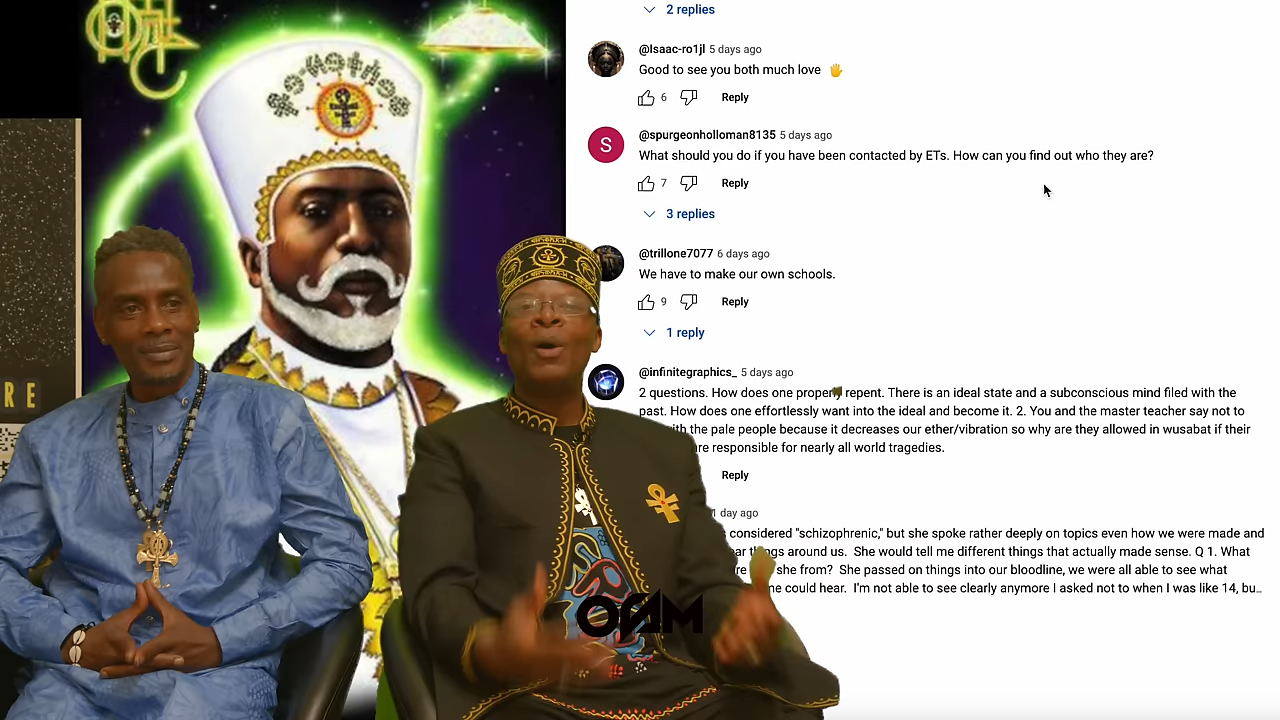 2 replies
@Isaac-ro1jl 5 days ago
Good to see you both much love 🖐
6 Reply
S
@spurgeonholloman8135 5 days ago
What should you do if you have been contacted by ETs. How can you find out who they are?
7 Reply
3 replies
@trillone7077 6 days ago
We have to make our own schools.
9 Reply
1 reply
@infinitegraphics_ 5 days ago
2 questions. How does one properly repent. There is an ideal state and a subconscious mind filed with the
past. How does one effortlessly want into the ideal and become it. 2. You and the master teacher say not to
with the pale people because it decreases our ether/vibration so why are they allowed in wusabat if their
are responsible for nearly all world tragedies.
Reply
1 day ago
considered "schizophrenic," but she spoke rather deeply on topics even how we were made and
things around us. She would tell me different things that actually made sense. Q 1. What
she from? She passed on things into our bloodline, we were all able to see what
could hear. I'm not able to see clearly anymore I asked not to when I was like 14, bu…
RE
OFAM